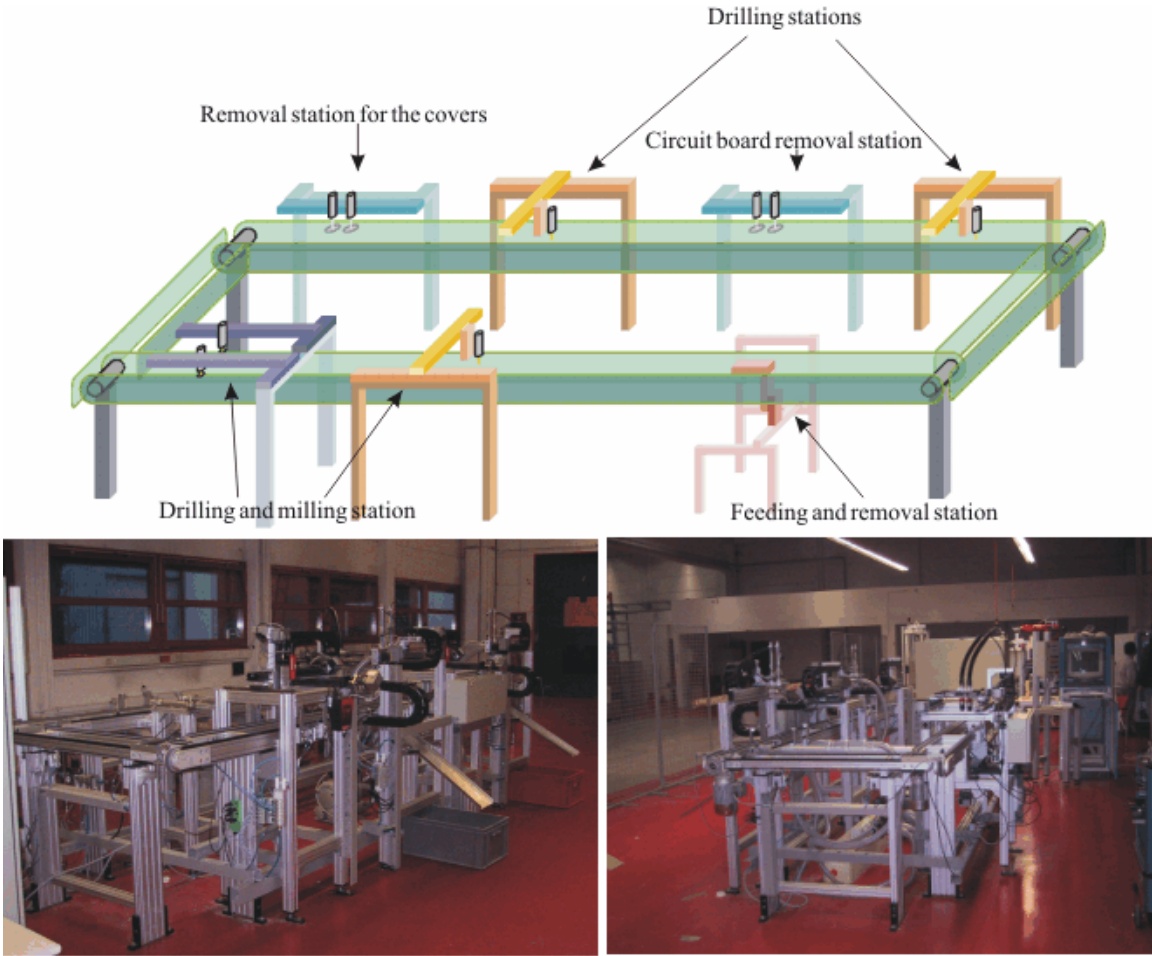 Drilling stations
Removal station for the covers
Circuit board removal station
Drilling and milling station
Feeding and removal station